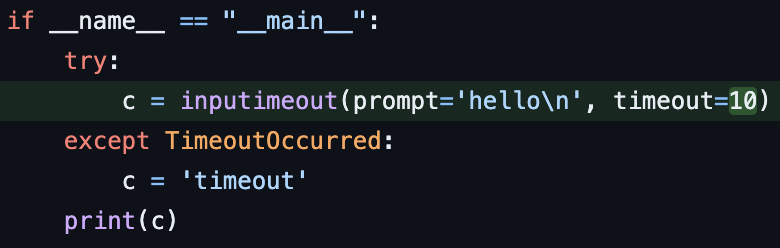 if __name__ == "__main__":
    try:
        c = inputimeout(prompt='hello\n', timeout=10)
    except TimeoutOccurred:
        c = 'timeout'
    print(c)